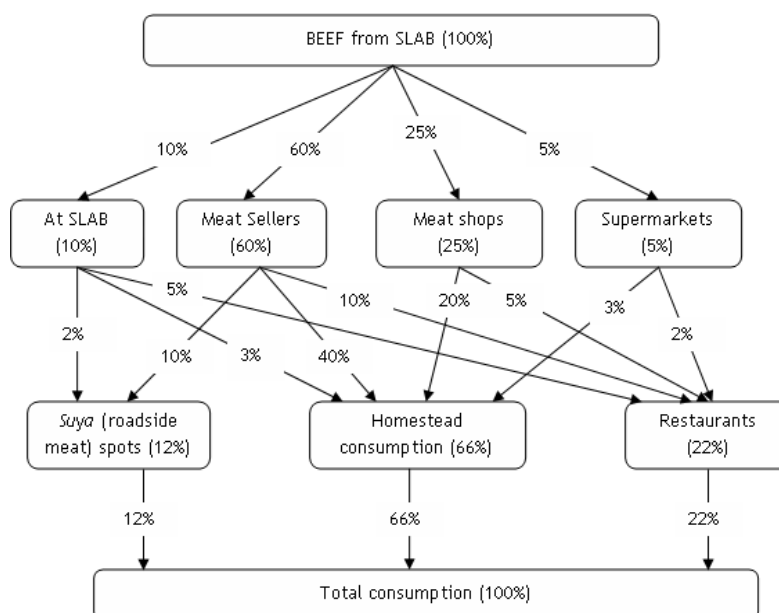 BEEF from SLAB (100%)
10%
60%
25%
5%
At SLAB
(10%)
Meat Sellers
(60%)
Meat shops
(25%)
Supermarkets
(5%)
5%
10%
20%
5%
3%
2%
10%
3%
40%
2%
Suya (roadside
meat) spots (12%)
Homestead
consumption (66%)
Restaurants
(22%)
12%
66%
22%
Total consumption (100%)